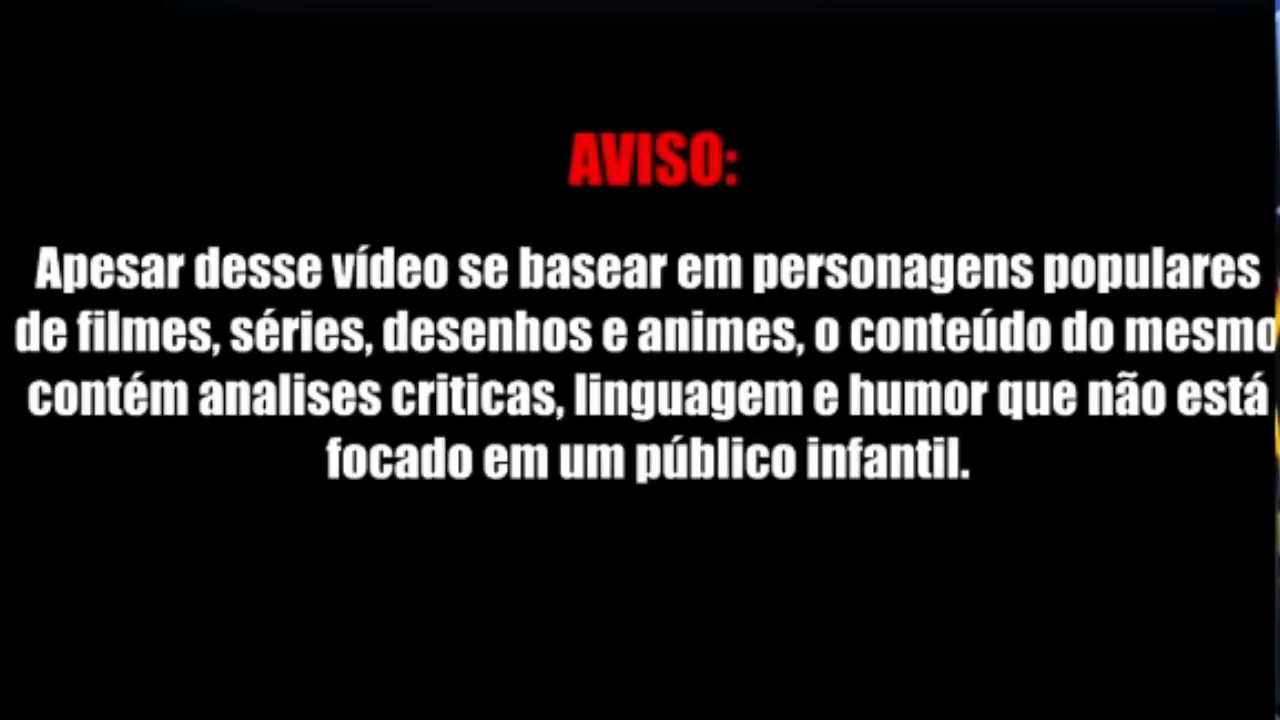 AVISO:
Apesar desse vídeo se basear em personagens populares
de filmes, séries, desenhos e animes, o conteúdo do mesmo
contém analises criticas, linguagem e humor que não está
focado em um público infantil.